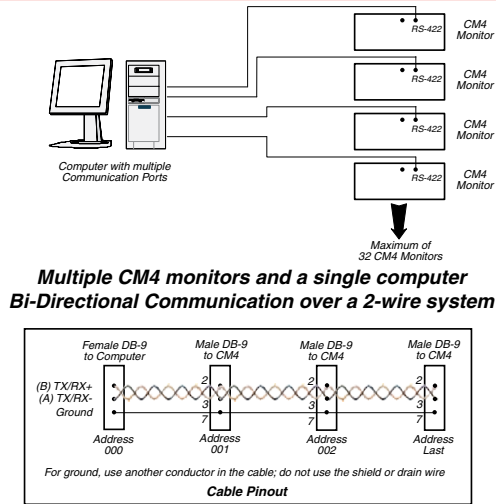 RS-422
CM4
Monitor
RS-422
CM4
Monitor
RS-422
CM4
Monitor
RS-422
CM4
Monitor
Computer with multiple
Communication Ports
Maximum of
32 CM4 Monitors
Multiple CM4 monitors and a single computer
Bi-Directional Communication over a 2-wire system
Female DB-9
to Computer
Male DB-9
to CM4
Male DB-9
to CM4
Male DB-9
to CM4
(B) TX/RX+
(A) TX/RX-
Ground
2
3
7
2
3
7
2
3
7
Address
000
Address
001
Address
002
Address
Last
For ground, use another conductor in the cable; do not use the shield or drain wire
Cable Pinout